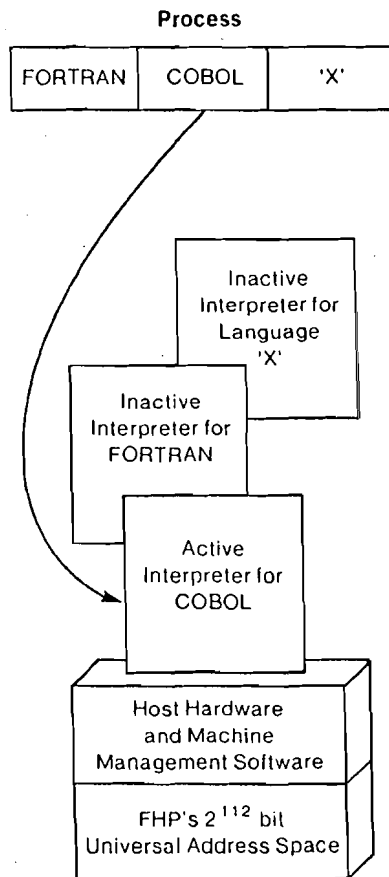 Process
FORTRAN COBOL 'X'
Inactive
Interpreter for
Language
'X'
Inactive
Interpreter for
FORTRAN
Active
Interpreter for
COBOL
Host Hardware
and Machine
Management Software
FHP's 2¹¹² bit
Universal Address Space